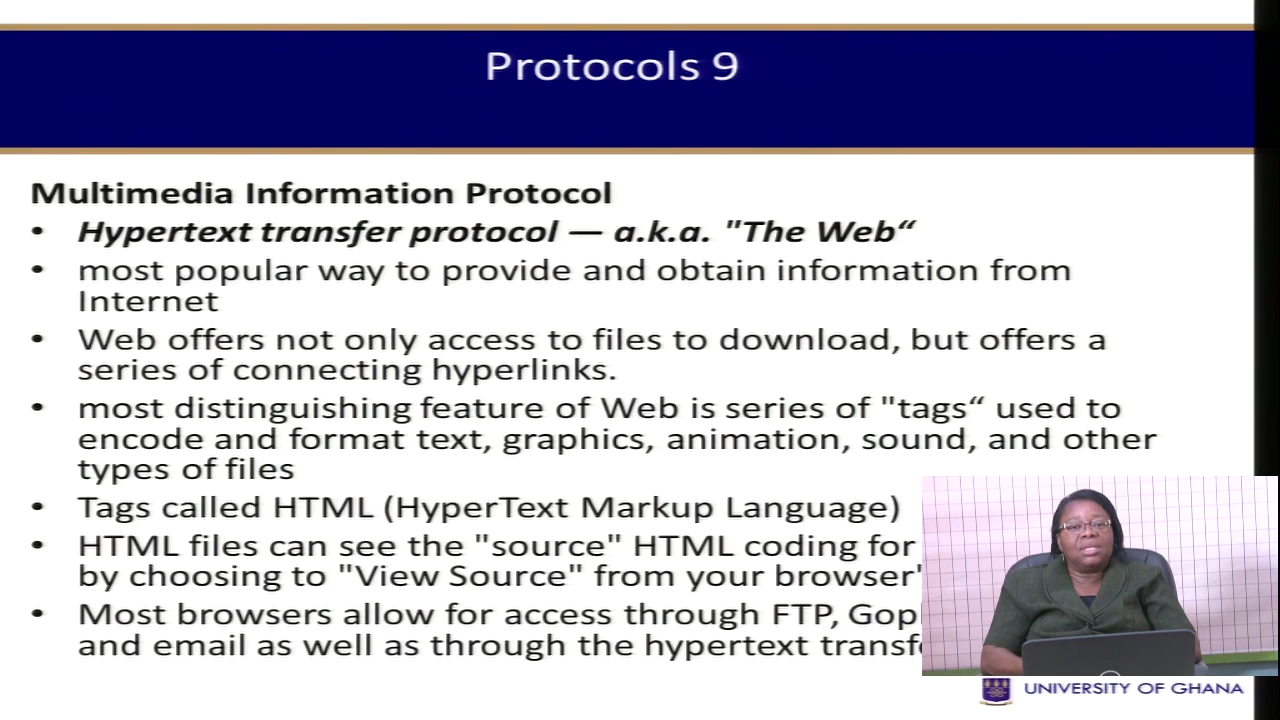 Protocols 9
Multimedia Information Protocol
• Hypertext transfer protocol — a.k.a. "The Web“
• most popular way to provide and obtain information from
Internet
• Web offers not only access to files to download, but offers a
series of connecting hyperlinks.
• most distinguishing feature of Web is series of "tags“ used to
encode and format text, graphics, animation, sound, and other
types of files
• Tags called HTML (HyperText Markup Language)
• HTML files can see the "source" HTML coding for
by choosing to "View Source" from your browser'
• Most browsers allow for access through FTP,
and email as well as through the hypertext
UNIVERSITY OF GHANA